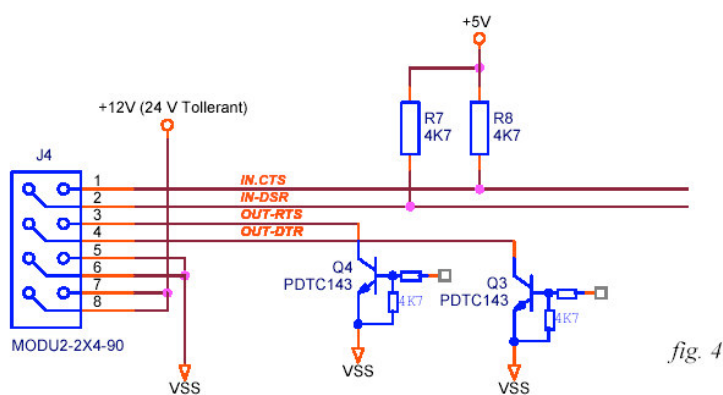 +5V
+12V (24 V Tollerant)
R7
4K7
R8
4K7
J4
1
IN.CTS
2
IN-DSR
3
OUT-RTS
4
OUT-DTR
5
6
7
8
Q4
PDTC143
4K7
Q3
PDTC143
4K7
MODU2-2X4-90
VSS
VSS
VSS
fig. 4